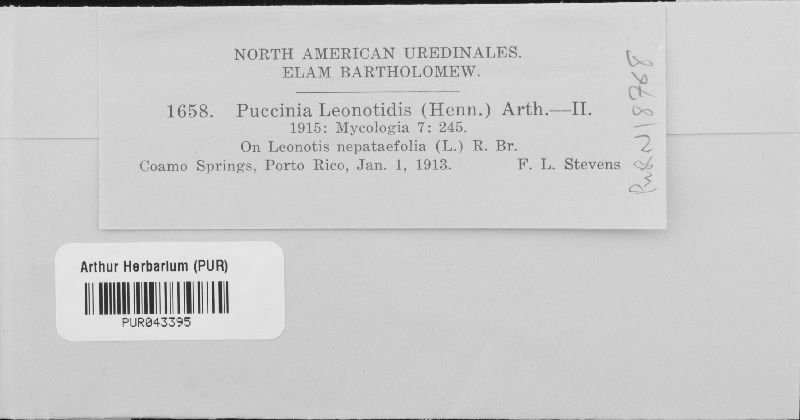 NORTH AMERICAN UREDINALES.
ELAM BARTHOLOMEW.
1658. Puccinia Leonotidis (Henn.) Arth.—II.
1915: Mycologia 7: 245.
On Leonotis nepataefolia (L.) R. Br.
Coamo Springs, Porto Rico, Jan. 1, 1913. F. L. Stevens
PURN18768
Arthur Herbarium (PUR)
PUR043395